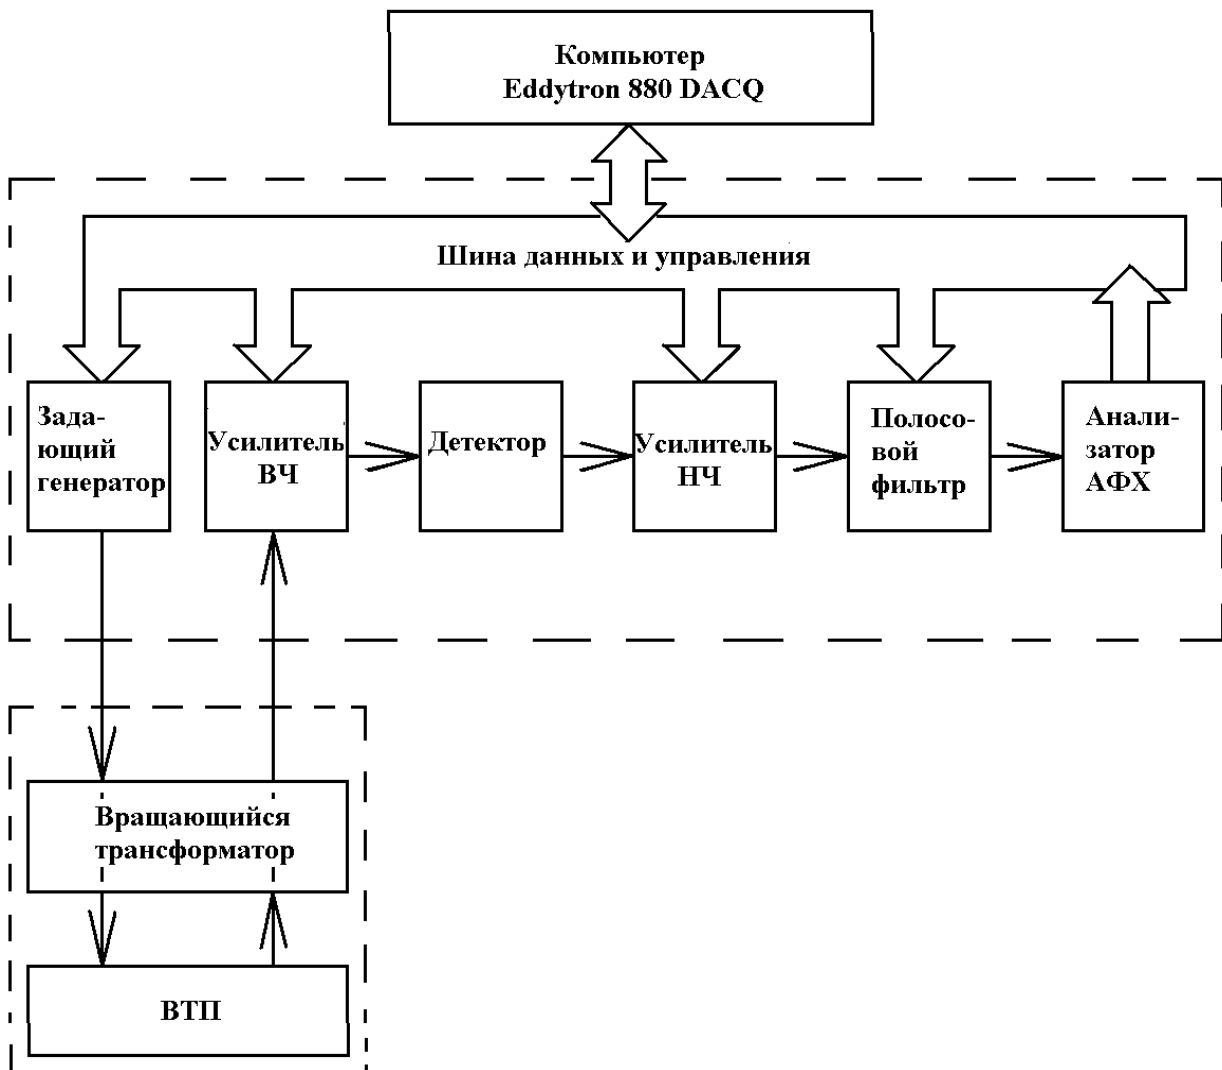 Компьютер
Eddytron 880 DACQ
Шина данных и управления
Зада-
ющий
генератор
Усилитель
ВЧ
Детектор
Усилитель
НЧ
Полосо-
вой
фильтр
Анали-
затор
АФХ
Вращающийся
трансформатор
ВТП